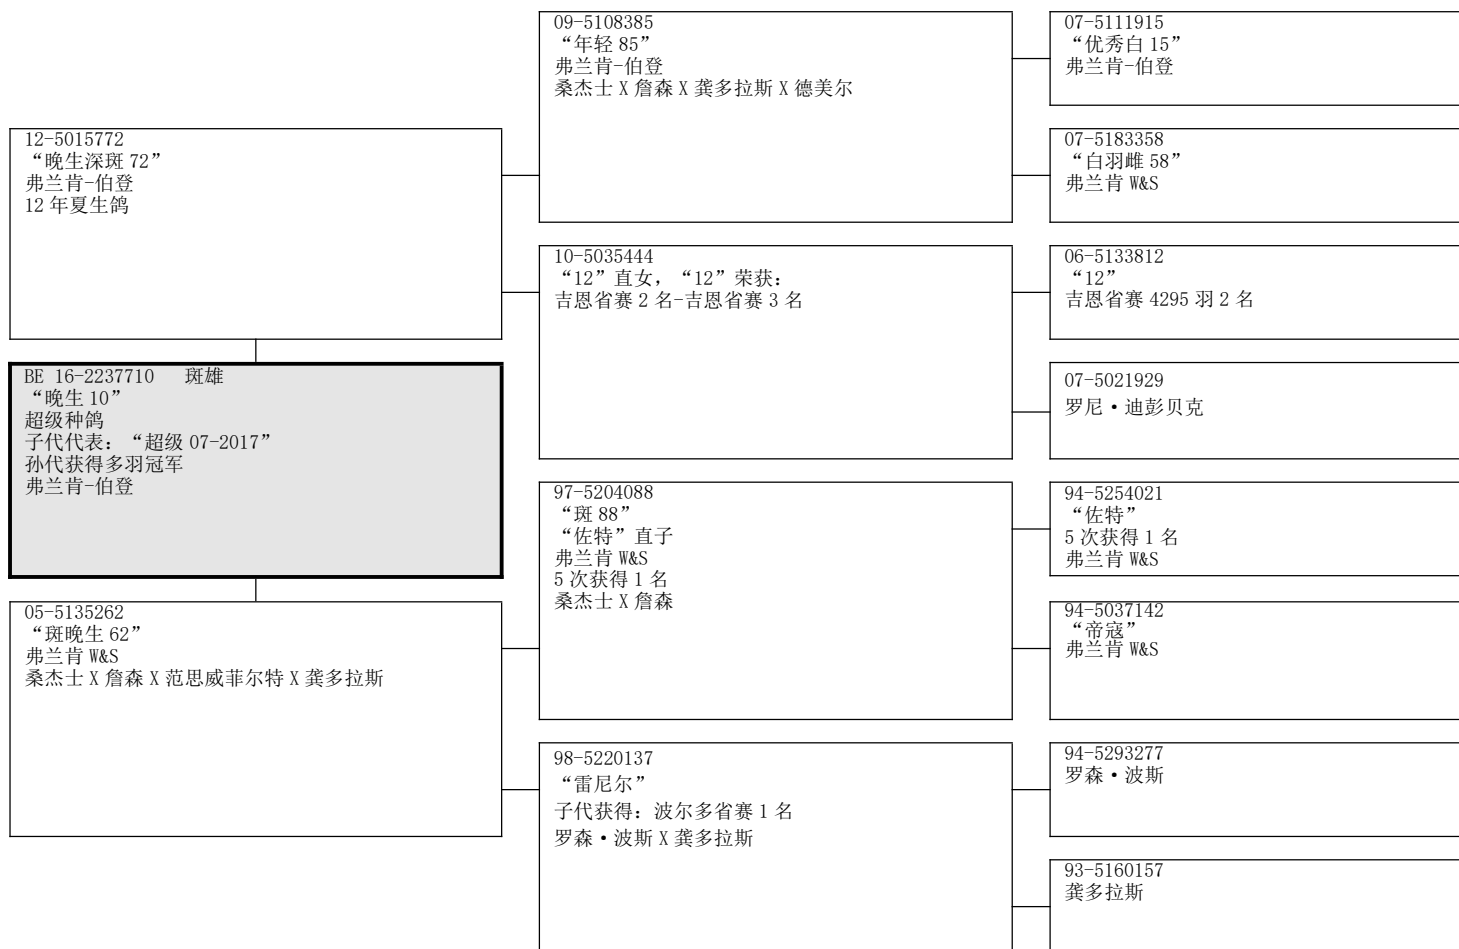 12-5015772
“晚生深斑 72”
弗兰肯-伯登
12 年夏生鸽
BE 16-2237710 斑雄
“晚生 10”
超级种鸽
子代代表：“超级 07-2017”
孙代获得多羽冠军
弗兰肯-伯登
05-5135262
“斑晚生 62”
弗兰肯 W&S
桑杰士 X 詹森 X 范思威菲尔特 X 龚多拉斯
09-5108385
“年轻 85”
弗兰肯-伯登
桑杰士 X 詹森 X 龚多拉斯 X 德美尔
10-5035444
“12”直女，“12”荣获：
吉恩省赛 2 名-吉恩省赛 3 名
97-5204088
“斑 88”
“佐特”直子
弗兰肯 W&S
5 次获得 1 名
桑杰士 X 詹森
98-5220137
“雷尼尔”
子代获得：波尔多省赛 1 名
罗森·波斯 X 龚多拉斯
07-5111915
“优秀白 15”
弗兰肯-伯登
07-5183358
“白羽雌 58”
弗兰肯 W&S
06-5133812
“12”
吉恩省赛 4295 羽 2 名
07-5021929
罗尼·迪彭贝克
94-5254021
“佐特”
5 次获得 1 名
弗兰肯 W&S
94-5037142
“帝寇”
弗兰肯 W&S
94-5293277
罗森·波斯
93-5160157
龚多拉斯